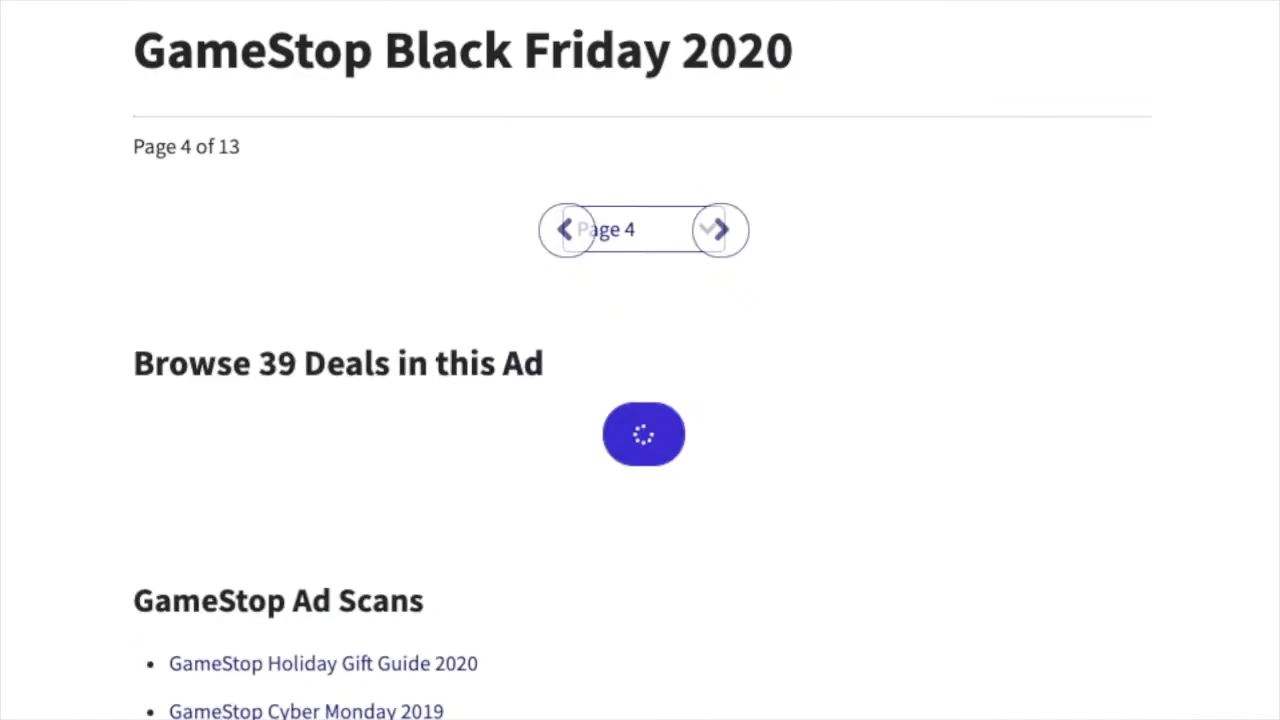 GameStop Black Friday 2020
Page 4 of 13
Page 4
Browse 39 Deals in this Ad
GameStop Ad Scans
GameStop Holiday Gift Guide 2020
GameStop Cyber Monday 2019